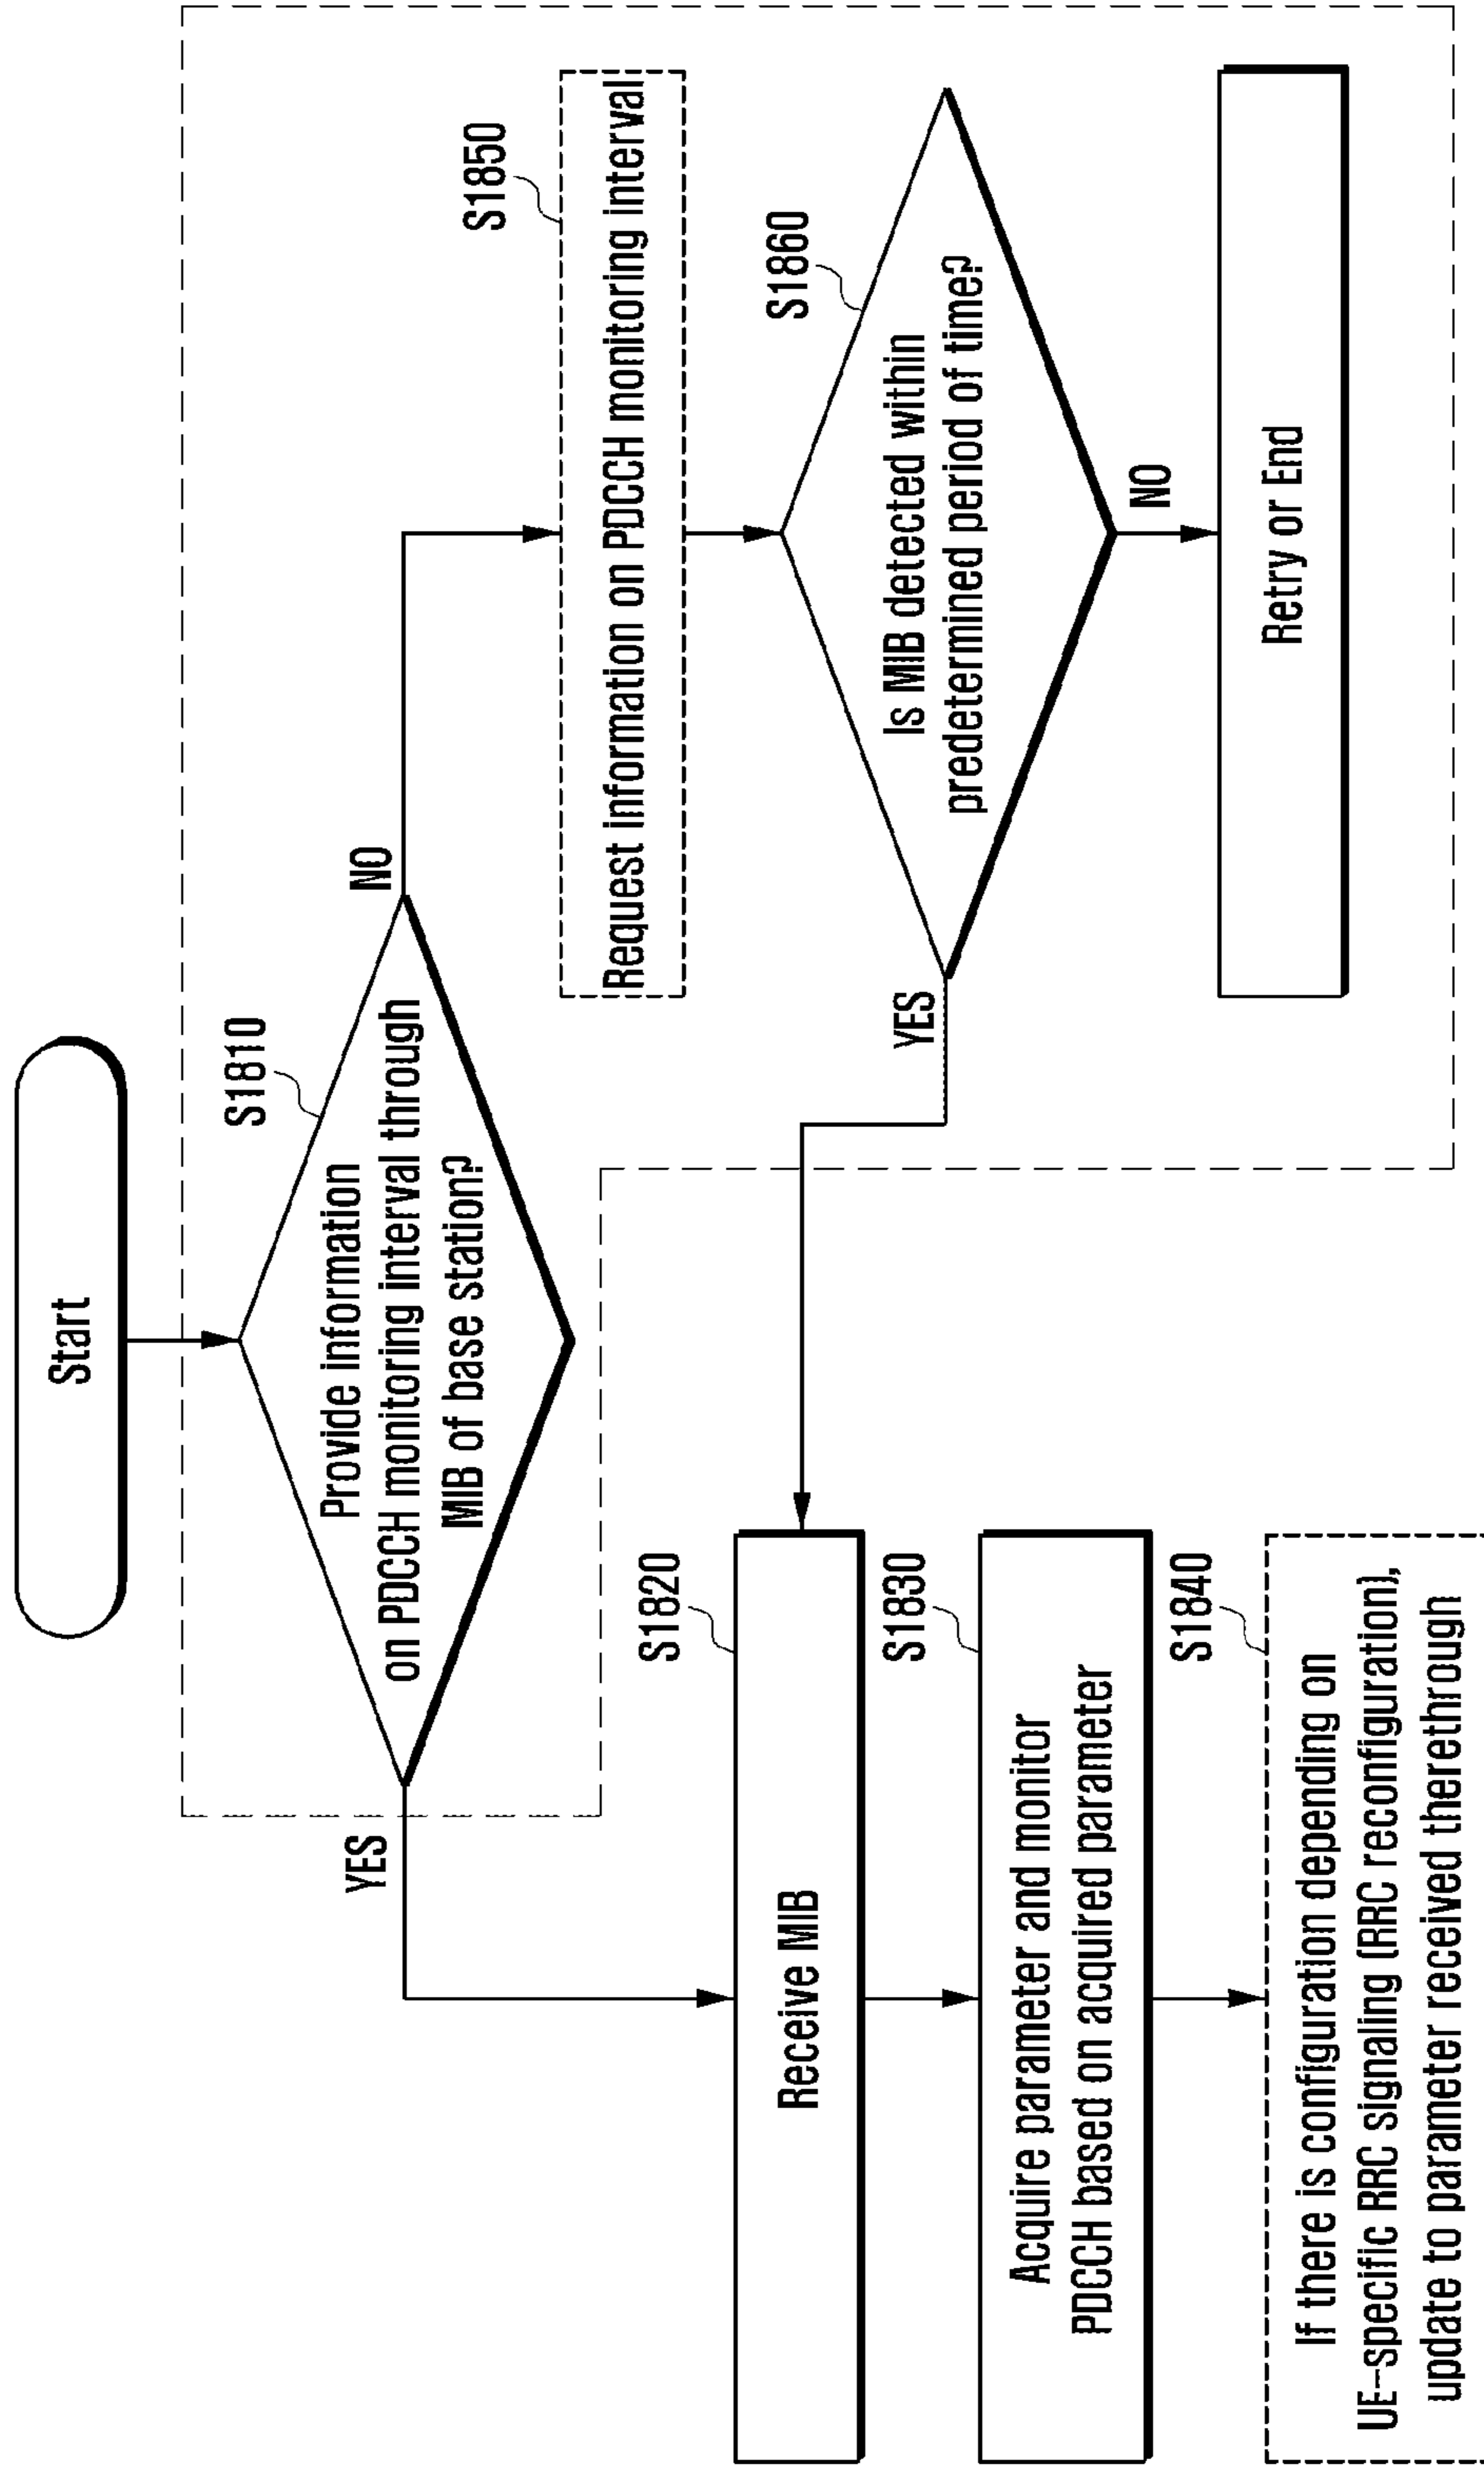 Start
S1810
Provide information
on PDCCH monitoring interval through
MIB of base station?
YES
NO
S1820
Receive MIB
S1830
Acquire parameter and monitor
PDCCH based on acquired parameter
S1840
If there is configuration depending on
UE-specific RRC signaling (RRC reconfiguration),
update to parameter received therethrough
S1850
Request information on PDCCH monitoring interval
S1860
Is MIB detected within
predetermined period of time?
YES
NO
Retry or End